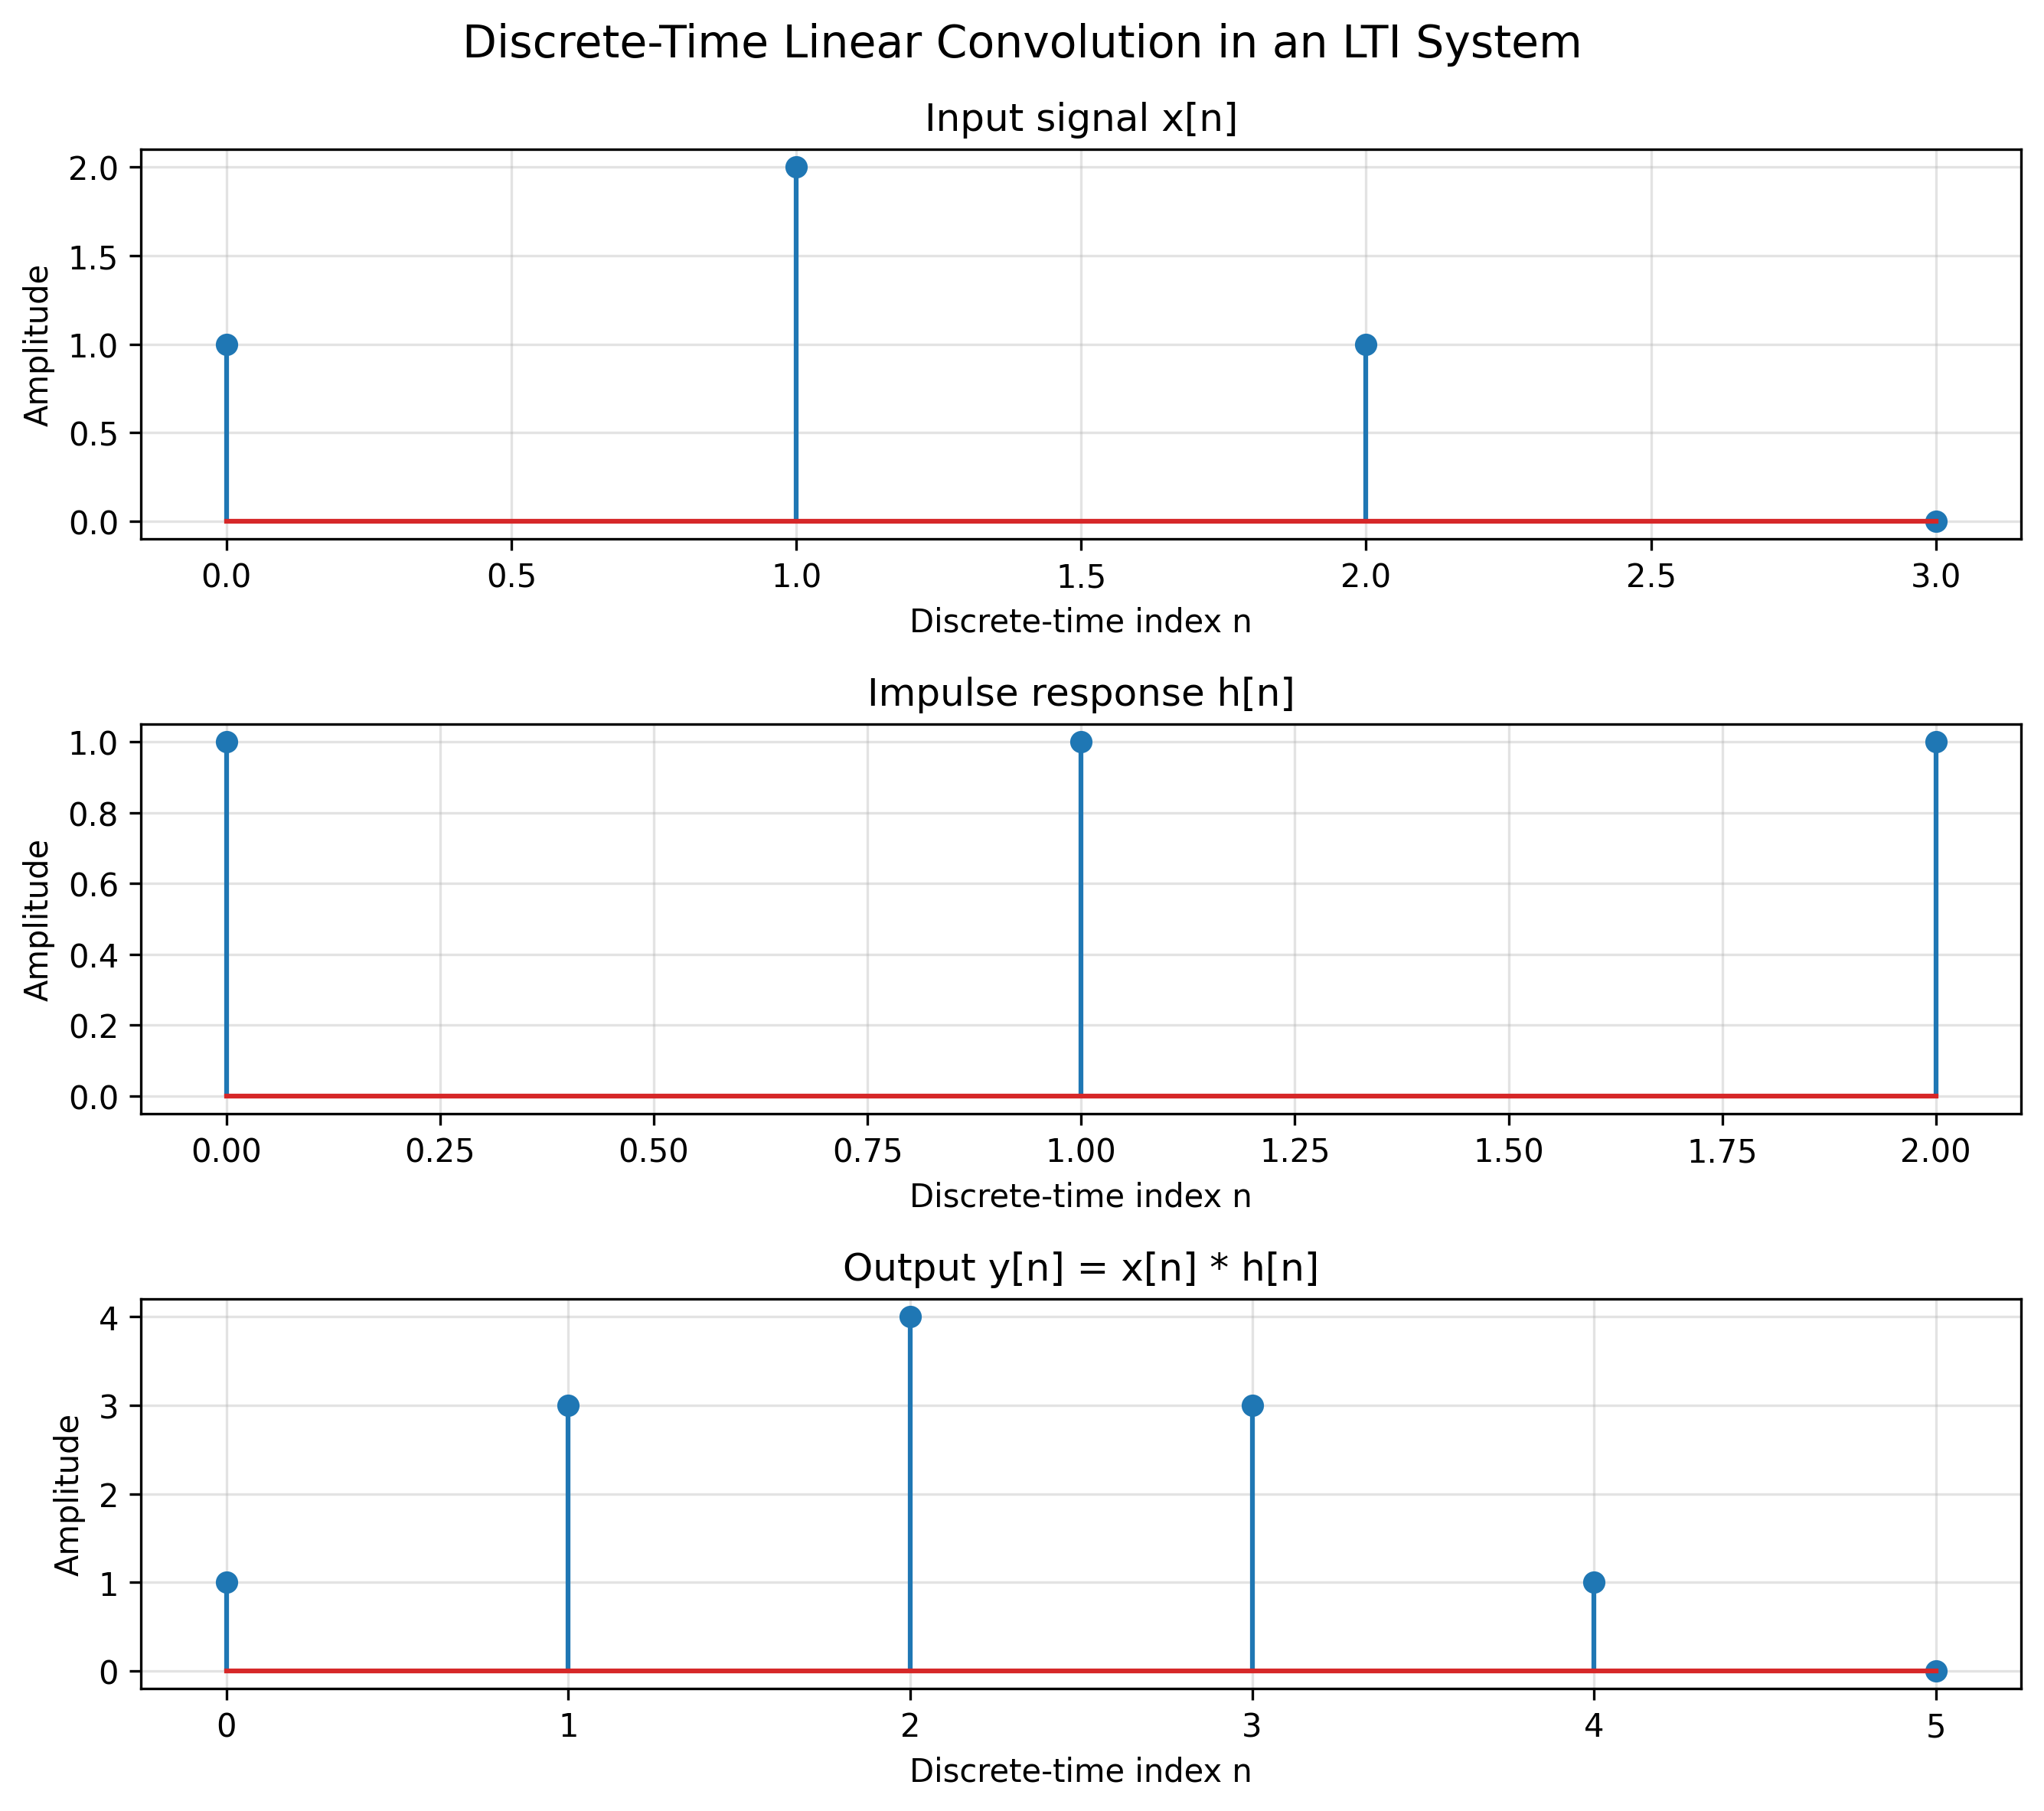 Discrete-Time Linear Convolution in an LTI System
Input signal x[n]
Amplitude
2.0
1.5
1.0
0.5
0.0
0.0 0.5 1.0 1.5 2.0 2.5 3.0
Discrete-time index n
Impulse response h[n]
Amplitude
1.0
0.8
0.6
0.4
0.2
0.0
0.00 0.25 0.50 0.75 1.00 1.25 1.50 1.75 2.00
Discrete-time index n
Output y[n] = x[n] * h[n]
Amplitude
4
3
2
1
0
0 1 2 3 4 5
Discrete-time index n